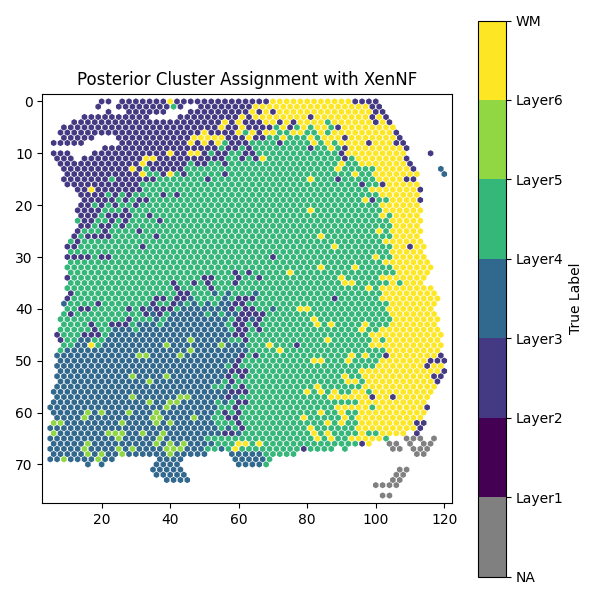 Posterior Cluster Assignment with XenNF
0
10
20
30
40
50
60
70
20
40
60
80
100
120
WM
Layer6
Layer5
Layer4
Layer3
Layer2
Layer1
NA
True Label